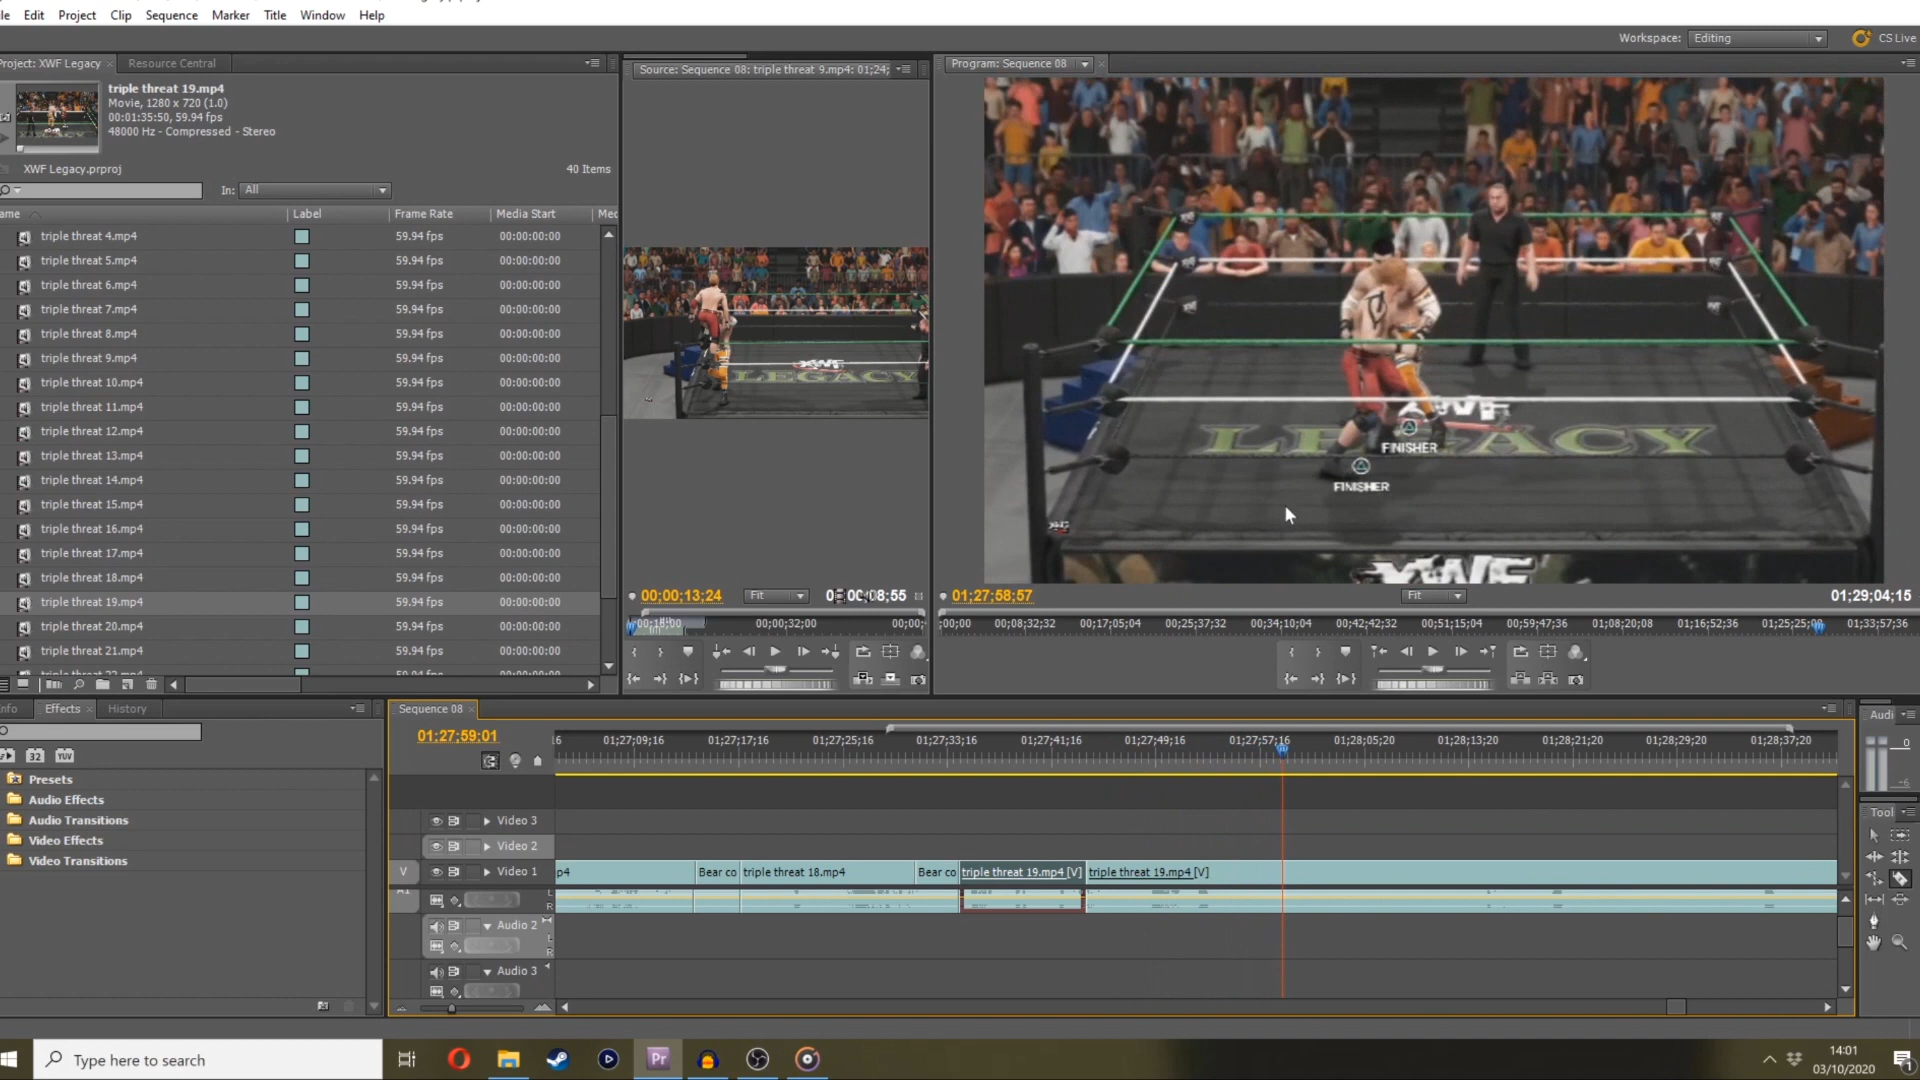 Edit Project Clip Sequence Marker Title Window Help
Workspace: Editing CS Live
Project: XWF Legacy Resource Central
triple threat 19.mp4
Movie, 1280 x 720 (1.0)
00:01:35:50, 59.94 fps
48000 Hz - Compressed - Stereo
XWF Legacy.prproj 40 Items
In: All
Label Frame Rate Media Start
triple threat 4.mp4 59.94 fps 00:00:00:00
triple threat 5.mp4 59.94 fps 00:00:00:00
triple threat 6.mp4 59.94 fps 00:00:00:00
triple threat 7.mp4 59.94 fps 00:00:00:00
triple threat 8.mp4 59.94 fps 00:00:00:00
triple threat 9.mp4 59.94 fps 00:00:00:00
triple threat 10.mp4 59.94 fps 00:00:00:00
triple threat 11.mp4 59.94 fps 00:00:00:00
triple threat 12.mp4 59.94 fps 00:00:00:00
triple threat 13.mp4 59.94 fps 00:00:00:00
triple threat 14.mp4 59.94 fps 00:00:00:00
triple threat 15.mp4 59.94 fps 00:00:00:00
triple threat 16.mp4 59.94 fps 00:00:00:00
triple threat 17.mp4 59.94 fps 00:00:00:00
triple threat 18.mp4 59.94 fps 00:00:00:00
triple threat 19.mp4 59.94 fps 00:00:00:00
triple threat 20.mp4 59.94 fps 00:00:00:00
triple threat 21.mp4 59.94 fps 00:00:00:00
Source: Sequence 08: triple threat 9.mp4: 01;24;
XWF
LEGACY
00;00;13;24 Fit
00;00;32;00 00;00;
Program: Sequence 08
XWF
LEGACY
FINISHER
FINISHER
XWF
01;27;58;57 Fit 01;29;04;15
;00;00 00;08;32;32 00;17;05;04 00;25;37;32 00;34;10;04 00;42;42;32 00;51;15;04 00;59;47;36 01;08;20;08 01;16;52;36 01;33;57;36
Effects History
32 YUV
Presets
Audio Effects
Audio Transitions
Video Effects
Video Transitions
Sequence 08
01;27;59;01
01;27;09;16 01;27;17;16 01;27;25;16 01;27;33;16 01;27;41;16 01;27;49;16 01;27;57;16 01;28;05;20 01;28;13;20 01;28;21;20 01;28;29;20 01;28;37;20
Video 3
Video 2
V Video 1 p4 Bear co triple threat 18.mp4 Bear co triple threat 19.mp4 [V] triple threat 19.mp4 [V]
A1 L
R
Audio 2 L
R
Audio 3
Audi
0
-6
Tool
Type here to search
Pr
14:01
03/10/2020
1